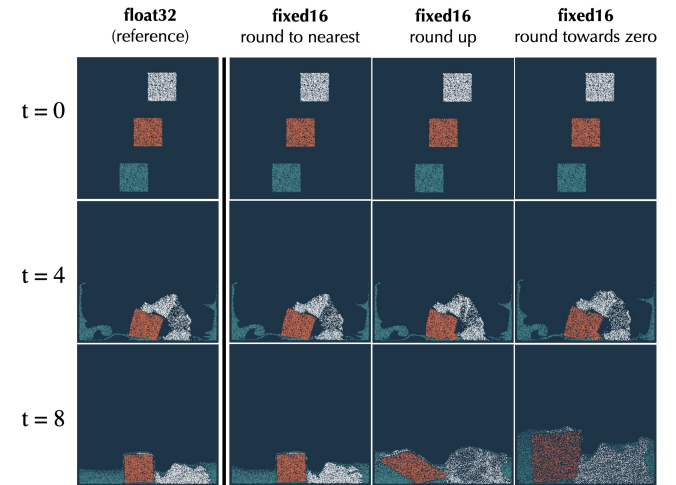 float32
(reference)
fixed16
round to nearest
fixed16
round up
fixed16
round towards zero
t = 0
t = 4
t = 8